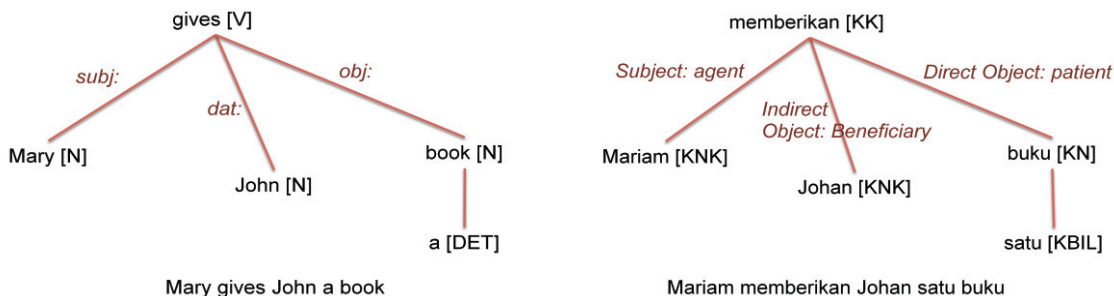 gives [V]
subj:
dat:
obj:
Mary [N]
John [N]
book [N]
a [DET]
Mary gives John a book
memberikan [KK]
Subject: agent
Indirect
Object: Beneficiary
Direct Object: patient
Mariam [KNK]
Johan [KNK]
buku [KN]
satu [KBIL]
Mariam memberikan Johan satu buku